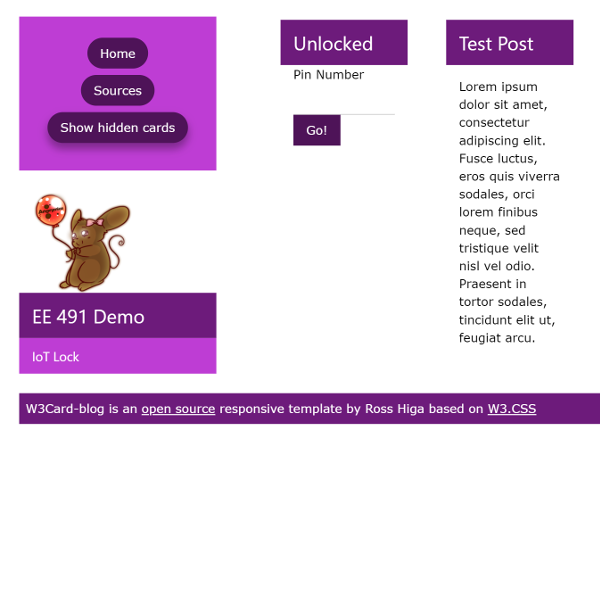 Home
Sources
Show hidden cards
EE 491 Demo
IoT Lock
Unlocked
Pin Number
Go!
Test Post
Lorem ipsum
dolor sit amet,
consectetur
adipiscing elit.
Fusce luctus,
eros quis viverra
sodales, orci
lorem finibus
neque, sed
tristique velit
nisl vel odio.
Praesent in
tortor sodales,
tincidunt elit ut,
feugiat arcu.
W3Card-blog is an open source responsive template by Ross Higa based on W3.CSS